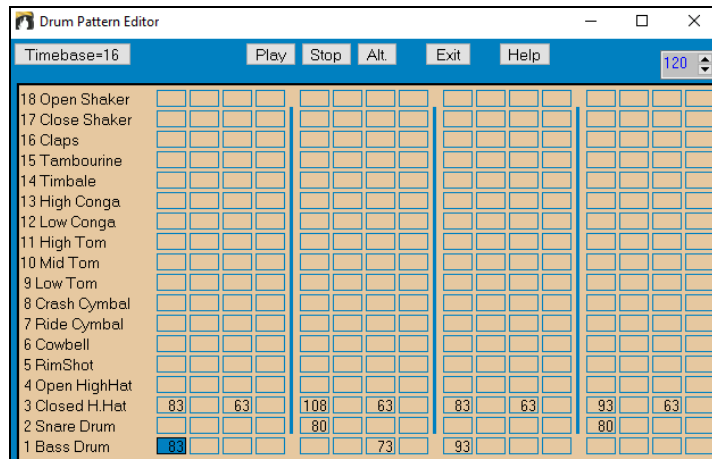 Drum Pattern Editor
Timebase=16 Play Stop Alt. Exit Help 120
18 Open Shaker
17 Close Shaker
16 Claps
15 Tambourine
14 Timbale
13 High Conga
12 Low Conga
11 High Tom
10 Mid Tom
9 Low Tom
8 Crash Cymbal
7 Ride Cymbal
6 Cowbell
5 RimShot
4 Open HighHat
3 Closed H.Hat 83 63 108 63 83 63 93 63
2 Snare Drum 80 80
1 Bass Drum 83 73 93